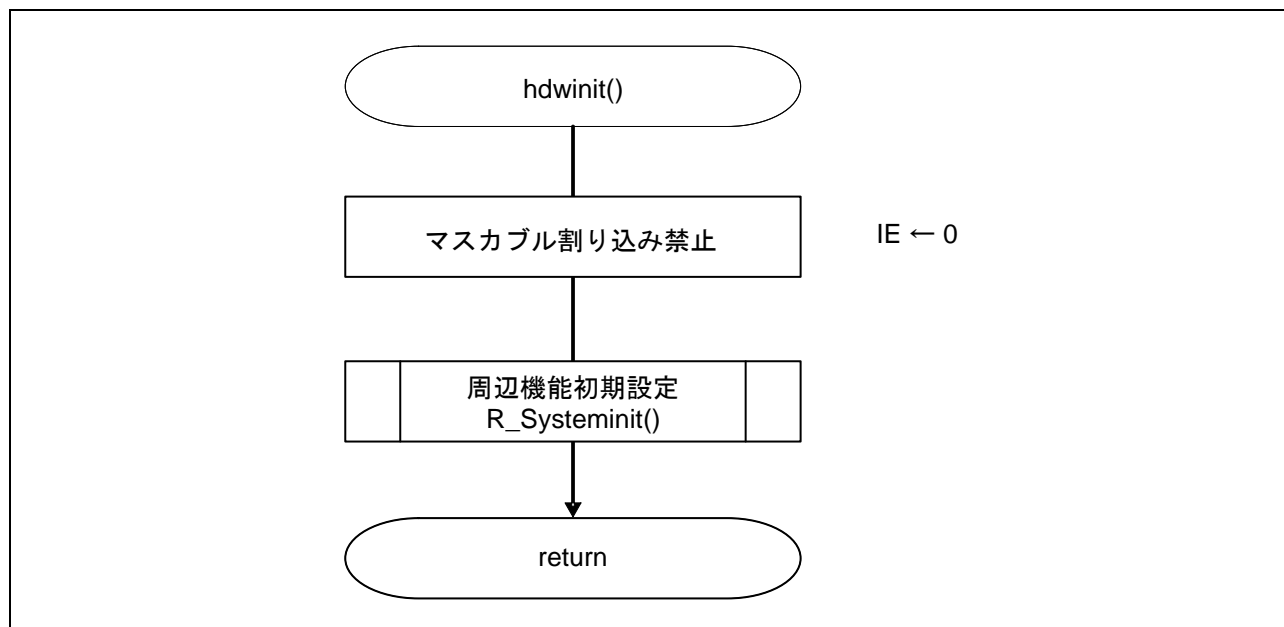 hdwinit()
マスカブル割り込み禁止
IE ← 0
周辺機能初期設定
R_Systeminit()
return